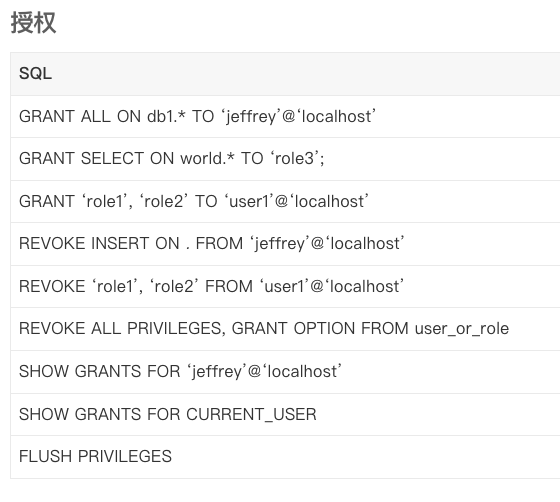 授权
SQL
GRANT ALL ON db1.* TO ‘jeffrey’@‘localhost’
GRANT SELECT ON world.* TO ‘role3’;
GRANT ‘role1’, ‘role2’ TO ‘user1’@‘localhost’
REVOKE INSERT ON . FROM ‘jeffrey’@‘localhost’
REVOKE ‘role1’, ‘role2’ FROM ‘user1’@‘localhost’
REVOKE ALL PRIVILEGES, GRANT OPTION FROM user_or_role
SHOW GRANTS FOR ‘jeffrey’@‘localhost’
SHOW GRANTS FOR CURRENT_USER
FLUSH PRIVILEGES